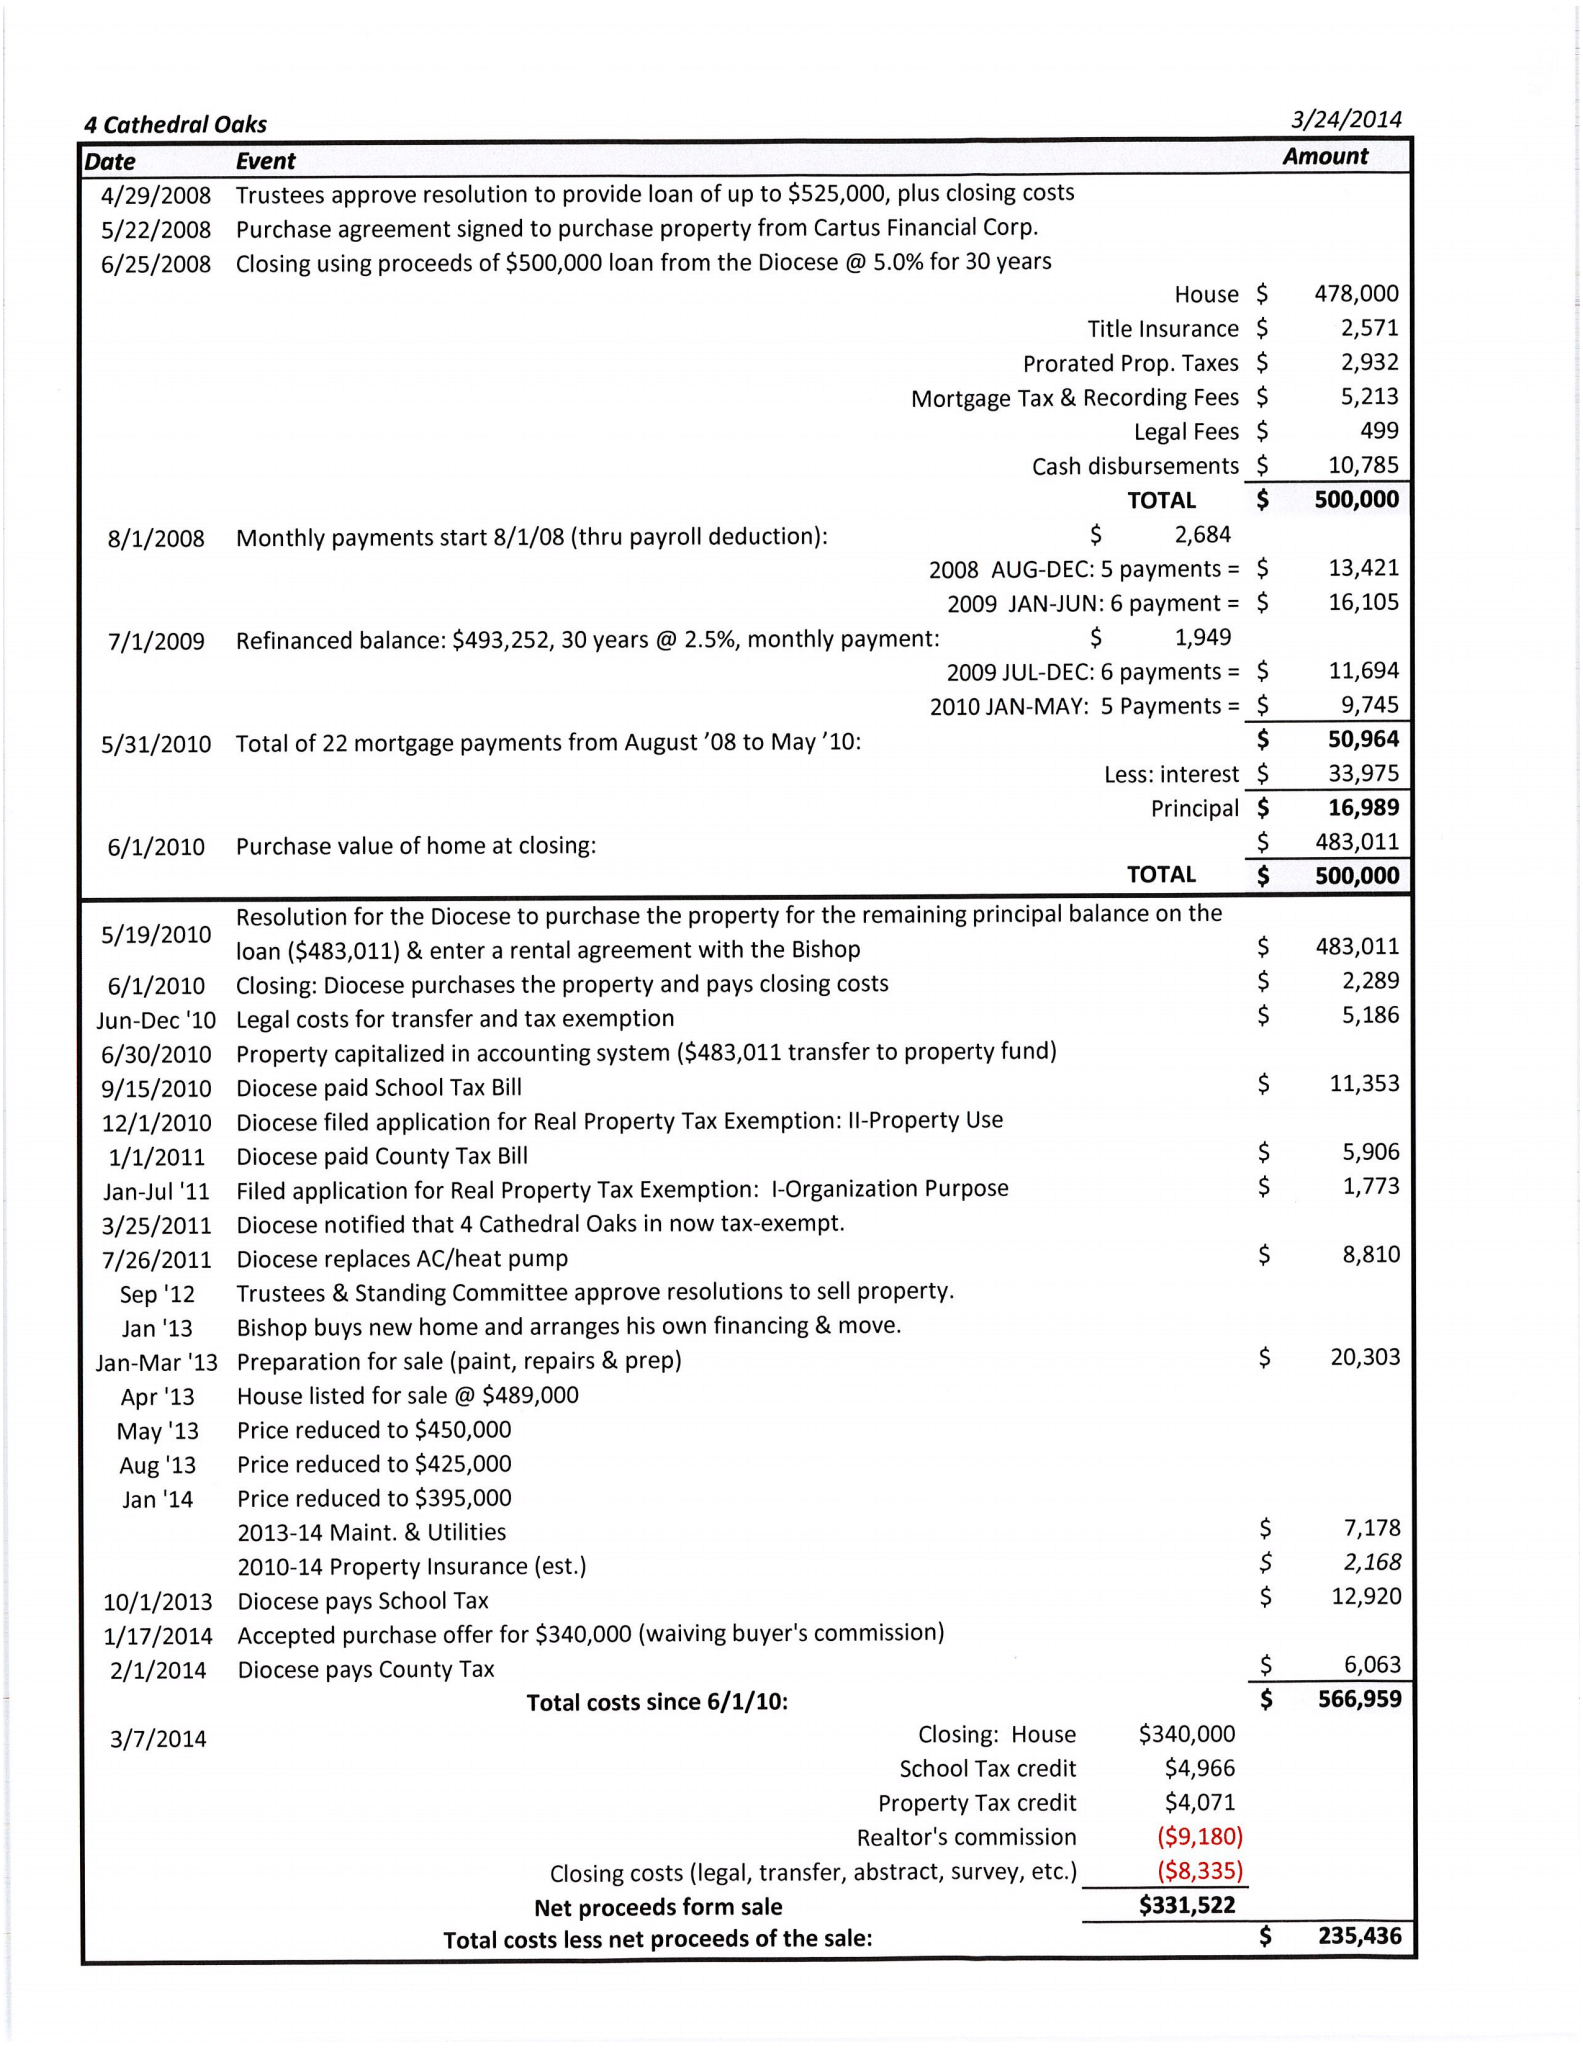 4 Cathedral Oaks 3/24/2014
Date Event Amount
4/29/2008 Trustees approve resolution to provide loan of up to $525,000, plus closing costs
5/22/2008 Purchase agreement signed to purchase property from Cartus Financial Corp.
6/25/2008 Closing using proceeds of $500,000 loan from the Diocese @ 5.0% for 30 years
House $ 478,000
Title Insurance $ 2,571
Prorated Prop. Taxes $ 2,932
Mortgage Tax & Recording Fees $ 5,213
Legal Fees $ 499
Cash disbursements $ 10,785
TOTAL $ 500,000
8/1/2008 Monthly payments start 8/1/08 (thru payroll deduction): $ 2,684
2008 AUG-DEC: 5 payments = $ 13,421
2009 JAN-JUN: 6 payment = $ 16,105
7/1/2009 Refinanced balance: $493,252, 30 years @ 2.5%, monthly payment: $ 1,949
2009 JUL-DEC: 6 payments = $ 11,694
2010 JAN-MAY: 5 Payments = $ 9,745
5/31/2010 Total of 22 mortgage payments from August '08 to May '10: $ 50,964
Less: interest $ 33,975
Principal $ 16,989
6/1/2010 Purchase value of home at closing: $ 483,011
TOTAL $ 500,000
5/19/2010 Resolution for the Diocese to purchase the property for the remaining principal balance on the
loan ($483,011) & enter a rental agreement with the Bishop $ 483,011
6/1/2010 Closing: Diocese purchases the property and pays closing costs $ 2,289
Jun-Dec '10 Legal costs for transfer and tax exemption $ 5,186
6/30/2010 Property capitalized in accounting system ($483,011 transfer to property fund)
9/15/2010 Diocese paid School Tax Bill $ 11,353
12/1/2010 Diocese filed application for Real Property Tax Exemption: II-Property Use
1/1/2011 Diocese paid County Tax Bill $ 5,906
Jan-Jul '11 Filed application for Real Property Tax Exemption: I-Organization Purpose $ 1,773
3/25/2011 Diocese notified that 4 Cathedral Oaks in now tax-exempt.
7/26/2011 Diocese replaces AC/heat pump $ 8,810
Sep '12 Trustees & Standing Committee approve resolutions to sell property.
Jan '13 Bishop buys new home and arranges his own financing & move.
Jan-Mar '13 Preparation for sale (paint, repairs & prep) $ 20,303
Apr '13 House listed for sale @ $489,000
May '13 Price reduced to $450,000
Aug '13 Price reduced to $425,000
Jan '14 Price reduced to $395,000
2013-14 Maint. & Utilities $ 7,178
2010-14 Property Insurance (est.) $ 2,168
10/1/2013 Diocese pays School Tax $ 12,920
1/17/2014 Accepted purchase offer for $340,000 (waiving buyer's commission)
2/1/2014 Diocese pays County Tax $ 6,063
Total costs since 6/1/10: $ 566,959
3/7/2014 Closing: House $340,000
School Tax credit $4,966
Property Tax credit $4,071
Realtor's commission ($9,180)
Closing costs (legal, transfer, abstract, survey, etc.) ($8,335)
Net proceeds form sale $331,522
Total costs less net proceeds of the sale: $ 235,436